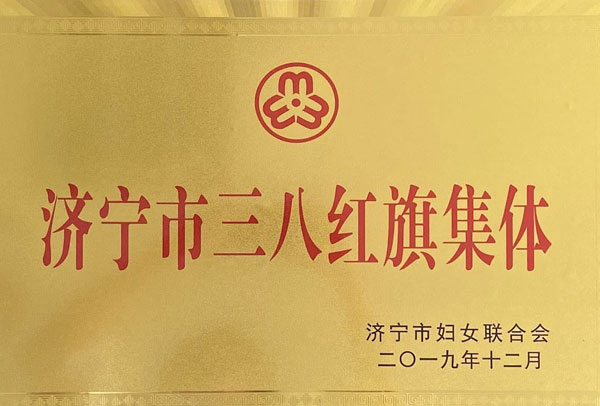 济宁市三八红旗集体
济宁市妇女联合会
二〇一九年十二月